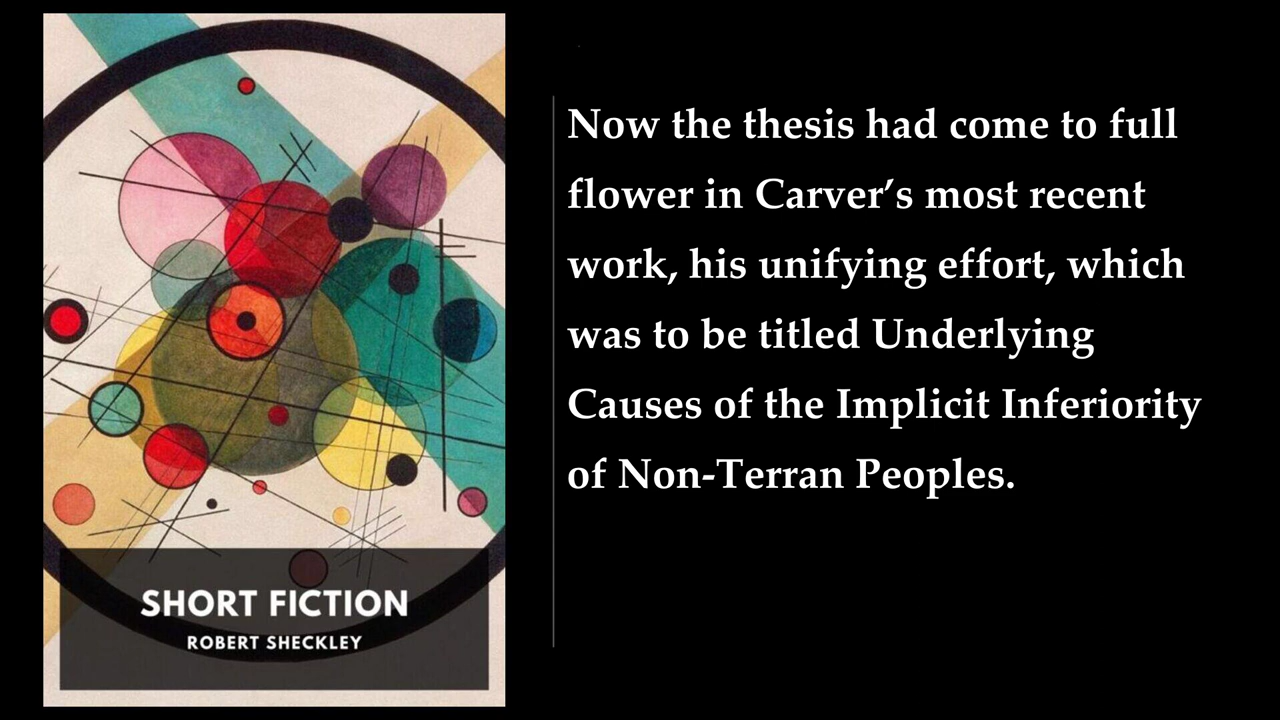 SHORT FICTION
ROBERT SHECKLEY
Now the thesis had come to full
flower in Carver’s most recent
work, his unifying effort, which
was to be titled Underlying
Causes of the Implicit Inferiority
of Non-Terran Peoples.